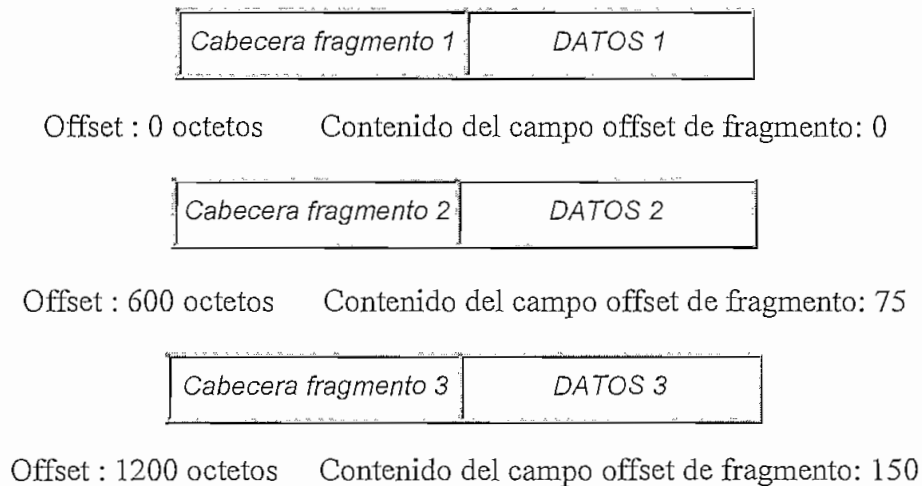 Cabecera fragmento 1 DATOS 1
Offset : 0 octetos Contenido del campo offset de fragmento: 0
Cabecera fragmento 2 DATOS 2
Offset : 600 octetos Contenido del campo offset de fragmento: 75
Cabecera fragmento 3 DATOS 3
Offset : 1200 octetos Contenido del campo offset de fragmento: 150